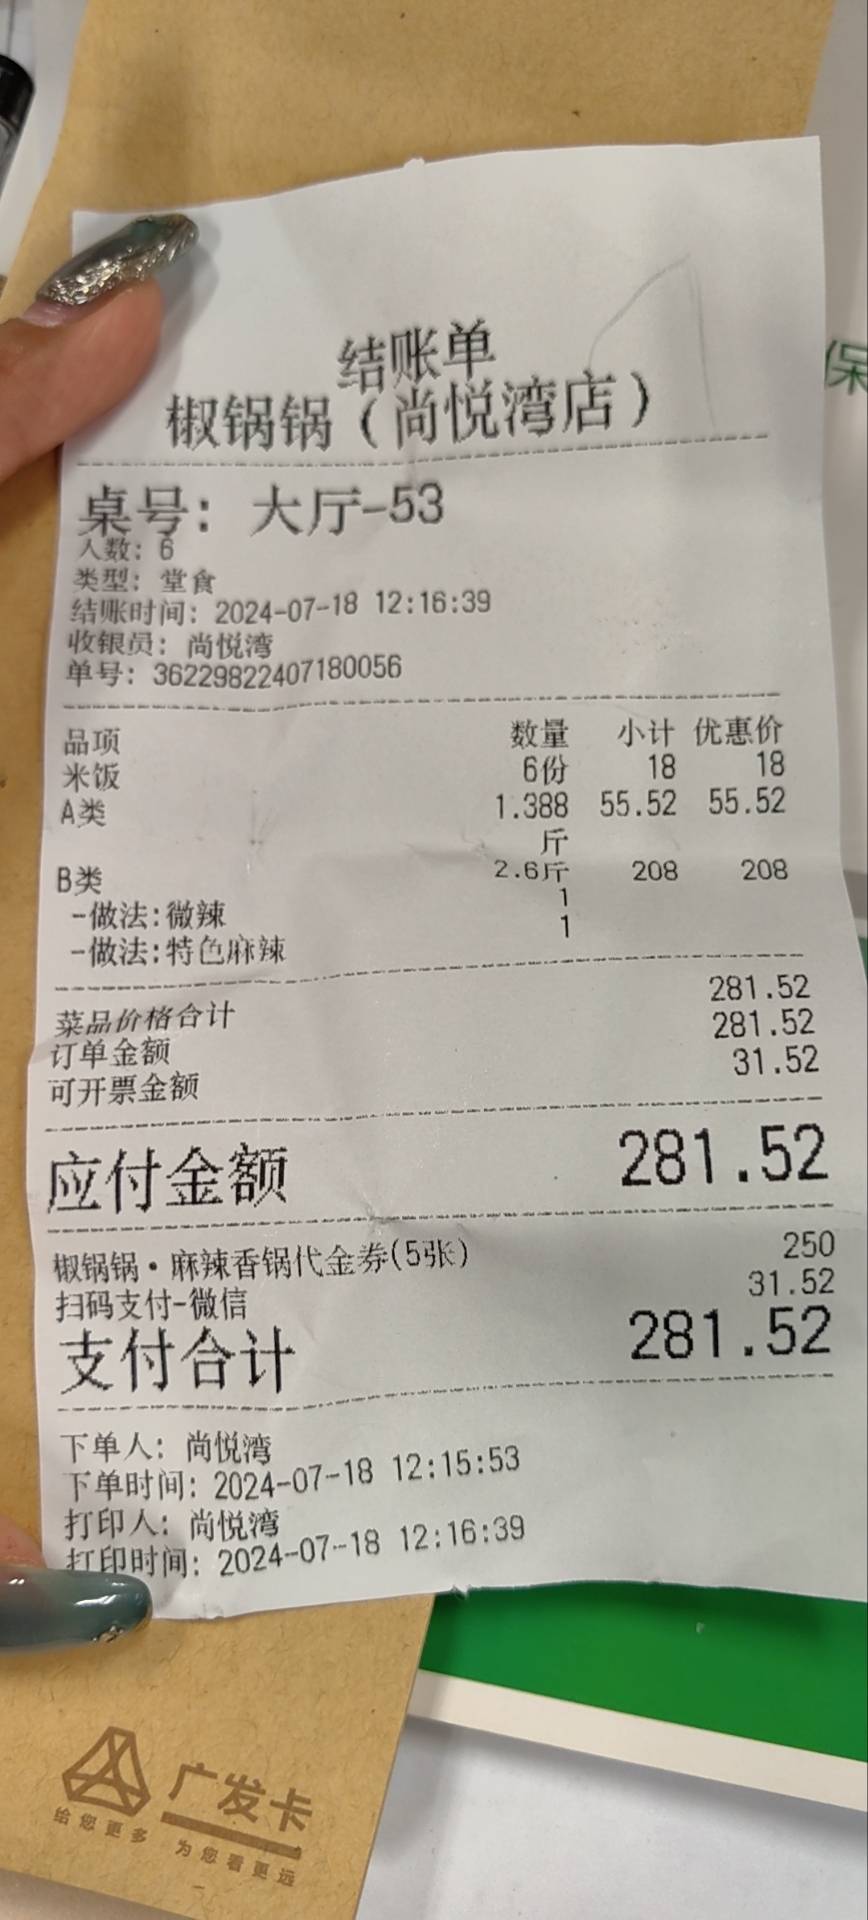 结账单
椒锅锅（尚悦湾店）
桌号：大厅-53
人数：6
类型：堂食
结账时间：2024-07-18 12:16:39
收银员：尚悦湾
单号：36229822407180056
品项 数量 小计 优惠价
米饭 6份 18 18
A类 1.388 55.52 55.52
斤
B类 2.6斤 208 208
-做法:微辣 1
-做法:特色麻辣 1
菜品价格合计 281.52
订单金额 281.52
可开票金额 31.52
应付金额 281.52
椒锅锅·麻辣香锅代金券(5张) 250
扫码支付-微信 31.52
支付合计 281.52
下单人：尚悦湾
下单时间：2024-07-18 12:15:53
打印人：尚悦湾
打印时间：2024-07-18 12:16:39
保
广发卡
给您更多 为您看更远